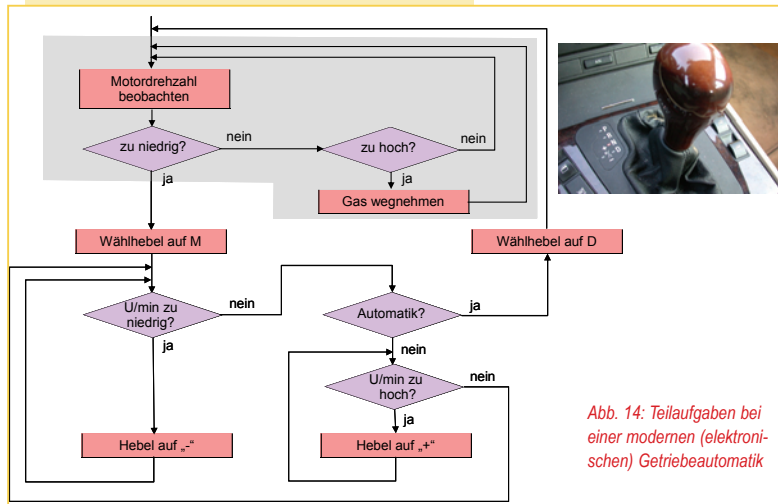 Motordrehzahl
beobachten
zu niedrig?
nein
zu hoch?
nein
ja
ja
Gas wegnehmen
Wählhebel auf M
Wählhebel auf D
U/min zu
niedrig?
nein
Automatik?
ja
ja
nein
U/min zu
hoch?
nein
ja
Hebel auf „-“
Hebel auf „+“
Abb. 14: Teilaufgaben bei
einer modernen (elektroni-
schen) Getriebeautomatik